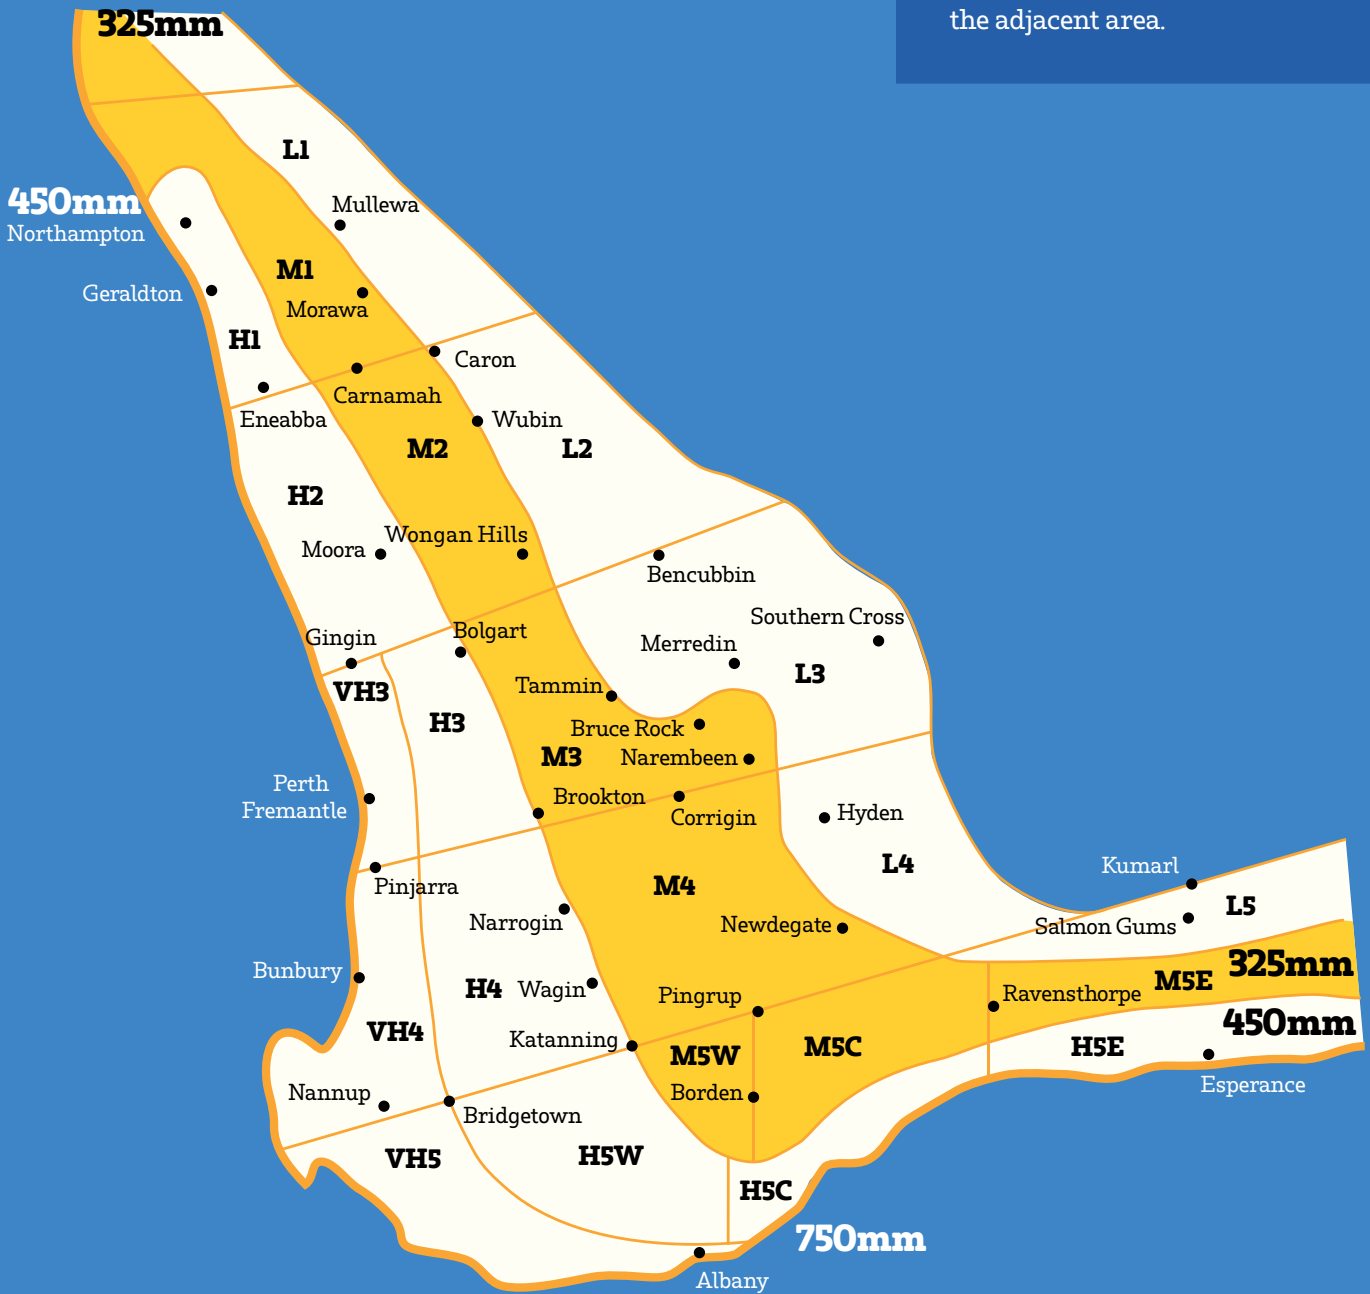 325mm
the adjacent area.
L1
450mm
Mullewa
Northampton
M1
Geraldton
Morawa
H1
Caron
Carnamah
Eneabba
Wubin
M2
L2
H2
Wongan Hills
Moora
Bencubbin
Southern Cross
Gingin
Bolgart
Merredin
L3
VH3
Tammin
H3
Bruce Rock
M3
Narembeen
Perth
Fremantle
Brookton
Corrigin
Hyden
L4
Kumarl
Pinjarra
M4
L5
Narrogin
Newdegate
Salmon Gums
325mm
Bunbury
M5E
H4
Wagin
Pingrup
Ravensthorpe
450mm
VH4
Katanning
M5W
M5C
H5E
Nannup
Borden
Esperance
Bridgetown
VH5
H5W
H5C
750mm
Albany